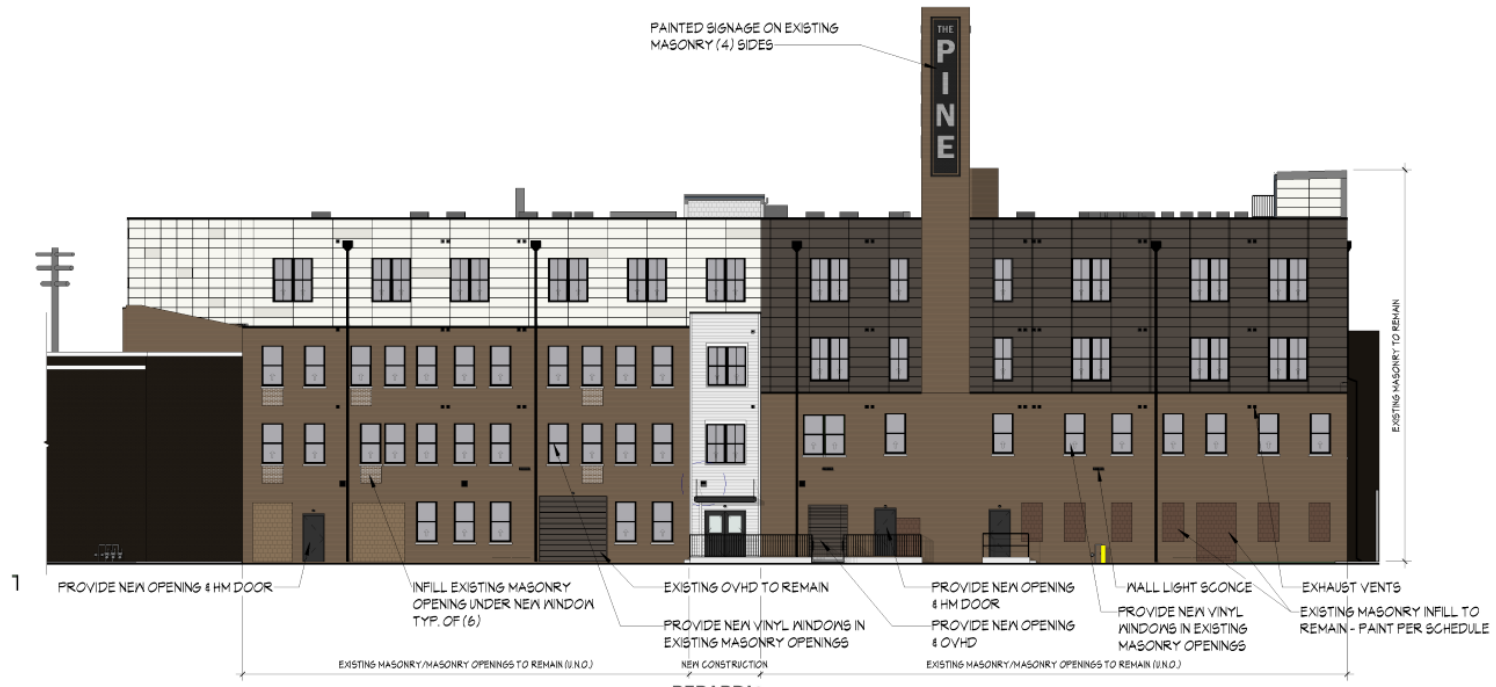 PAINTED SIGNAGE ON EXISTING
MASONRY (4) SIDES
THE
PINE
EXISTING MASONRY TO REMAIN
1
PROVIDE NEW OPENING & HM DOOR
INFILL EXISTING MASONRY
OPENING UNDER NEW WINDOW
TYP. OF (6)
EXISTING OVHD TO REMAIN
PROVIDE NEW VINYL WINDOWS IN
EXISTING MASONRY OPENINGS
PROVIDE NEW OPENING
& HM DOOR
PROVIDE NEW OPENING
& OVHD
WALL LIGHT SCONCE
PROVIDE NEW VINYL
WINDOWS IN EXISTING
MASONRY OPENINGS
EXHAUST VENTS
EXISTING MASONRY INFILL TO
REMAIN - PAINT PER SCHEDULE
EXISTING MASONRY/MASONRY OPENINGS TO REMAIN (U.N.O.)
NEW CONSTRUCTION
EXISTING MASONRY/MASONRY OPENINGS TO REMAIN (U.N.O.)